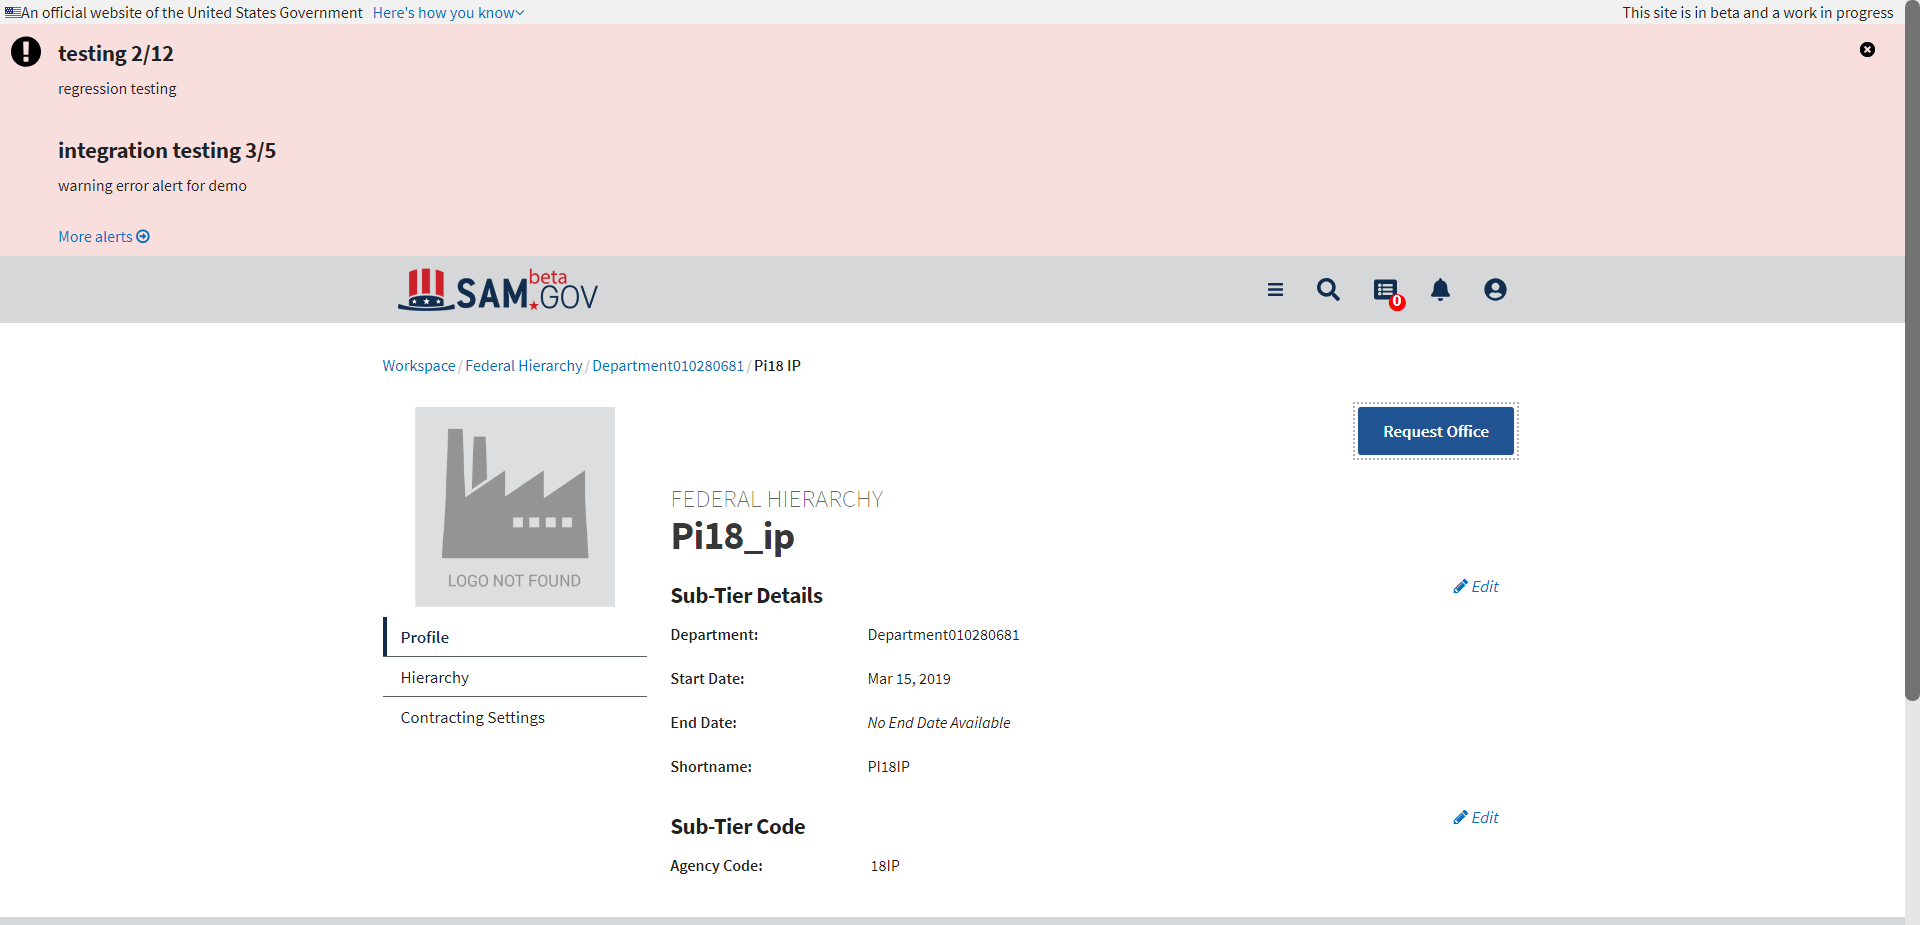 An official website of the United States Government Here's how you know
This site is in beta and a work in progress
testing 2/12
regression testing
integration testing 3/5
warning error alert for demo
More alerts
SAM.GOV beta
0
Workspace / Federal Hierarchy / Department010280681 / Pi18 IP
LOGO NOT FOUND
Request Office
Profile
Hierarchy
Contracting Settings
FEDERAL HIERARCHY
Pi18_ip
Sub-Tier Details
Edit
Department: Department010280681
Start Date: Mar 15, 2019
End Date: No End Date Available
Shortname: PI18IP
Sub-Tier Code
Edit
Agency Code: 18IP